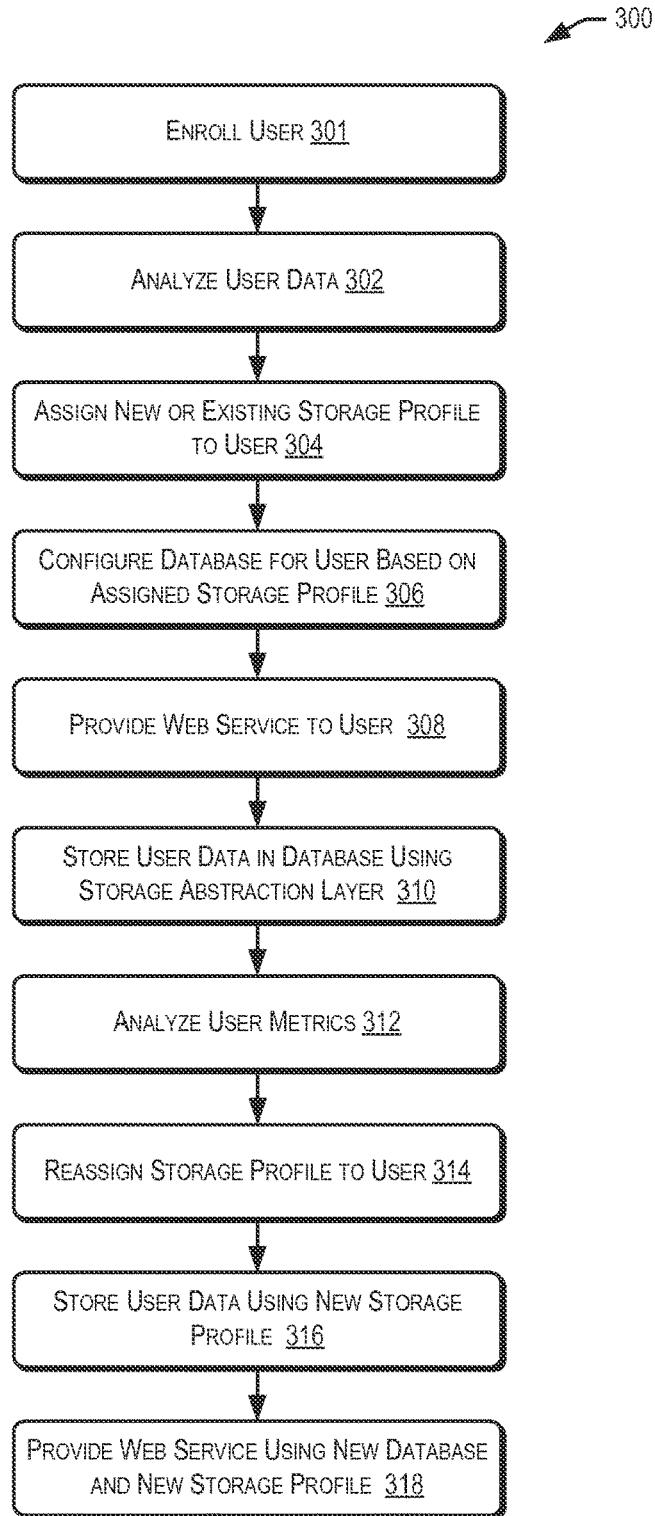 300
ENROLL USER 301
ANALYZE USER DATA 302
ASSIGN NEW OR EXISTING STORAGE PROFILE
TO USER 304
CONFIGURE DATABASE FOR USER BASED ON
ASSIGNED STORAGE PROFILE 306
PROVIDE WEB SERVICE TO USER 308
STORE USER DATA IN DATABASE USING
STORAGE ABSTRACTION LAYER 310
ANALYZE USER METRICS 312
REASSIGN STORAGE PROFILE TO USER 314
STORE USER DATA USING NEW STORAGE
PROFILE 316
PROVIDE WEB SERVICE USING NEW DATABASE
AND NEW STORAGE PROFILE 318